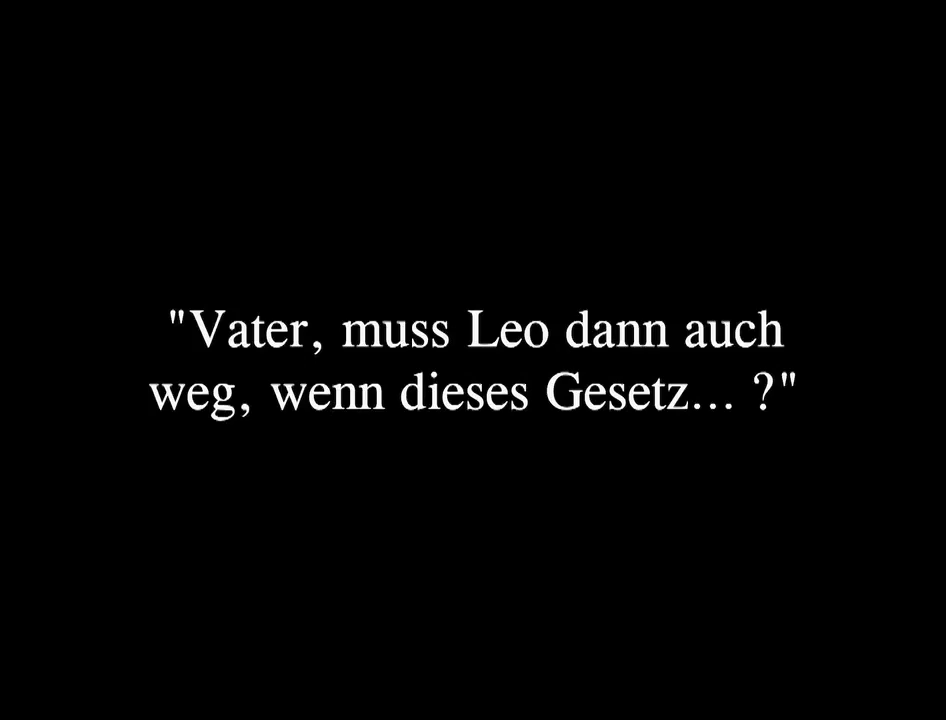 "Vater, muss Leo dann auch
weg, wenn dieses Gesetz... ?"